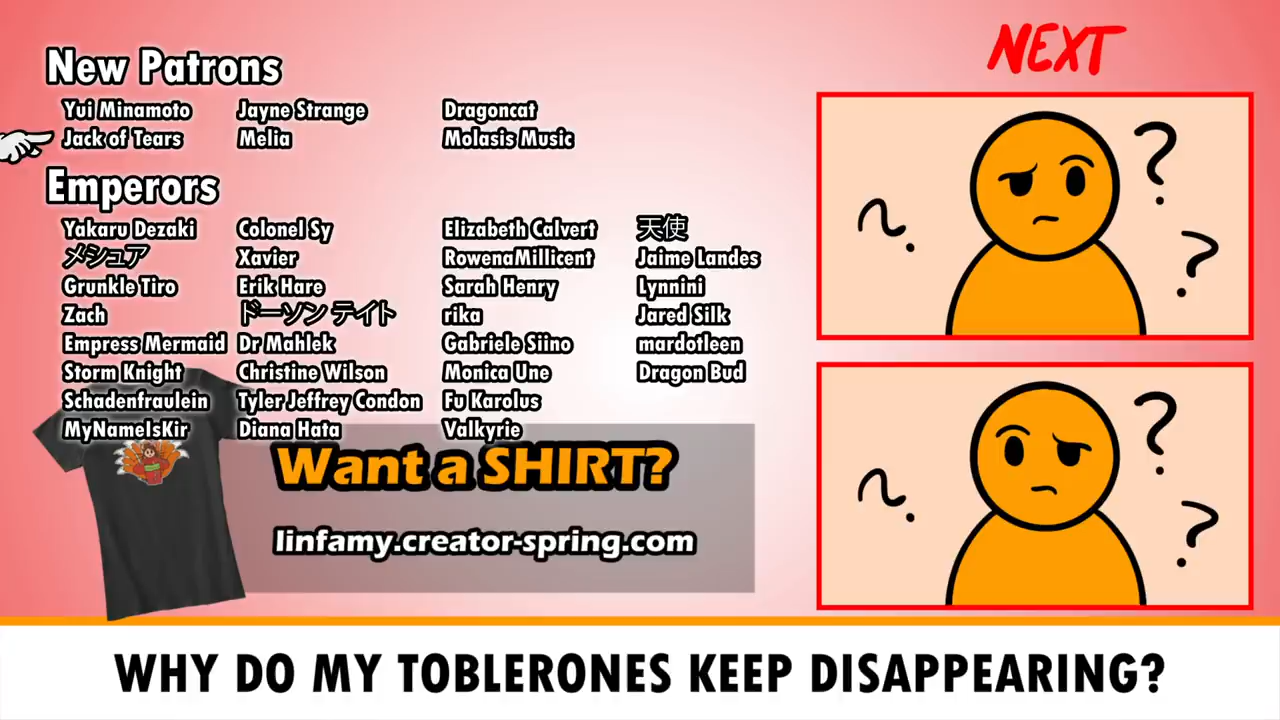 NEXT
New Patrons
Yui Minamoto Jayne Strange Dragoncat
Jack of Tears Melia Molasis Music
Emperors
Yakaru Dezaki Colonel Sy Elizabeth Calvert 天使
メシュア Xavier RowenaMillicent Jaime Landes
Grunkle Tiro Erik Hare Sarah Henry Lynnini
Zach ドーソン テイト rika Jared Silk
Empress Mermaid Dr Mahlek Gabriele Siino mardotleen
Storm Knight Christine Wilson Monica Une Dragon Bud
Schadenfraulein Tyler Jeffrey Condon Fu Karolus
MyNameIsKir Diana Hata Valkyrie
Want a SHIRT?
linfamy.creator-spring.com
WHY DO MY TOBLERONES KEEP DISAPPEARING?